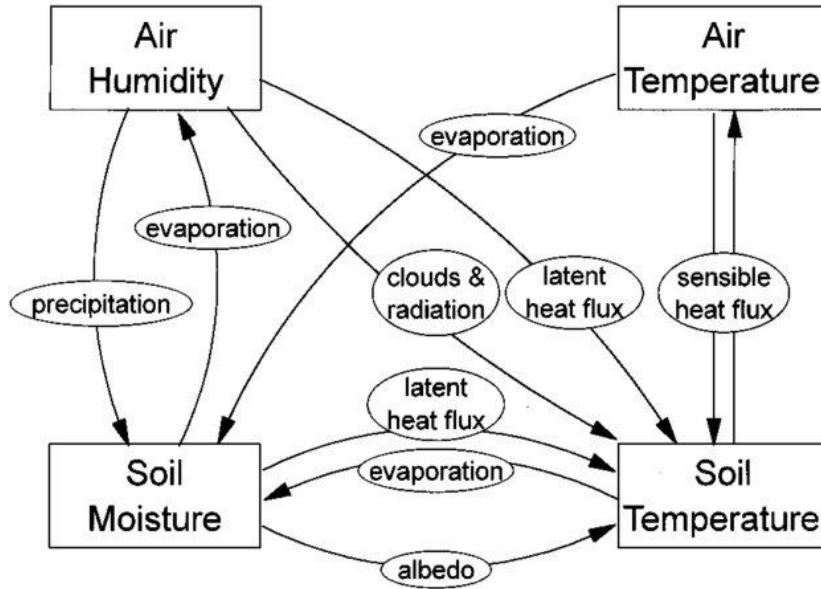 Air
Humidity
Air
Temperature
evaporation
evaporation
precipitation
clouds &
radiation
latent
heat flux
sensible
heat flux
latent
heat flux
evaporation
Soil
Moisture
Soil
Temperature
albedo